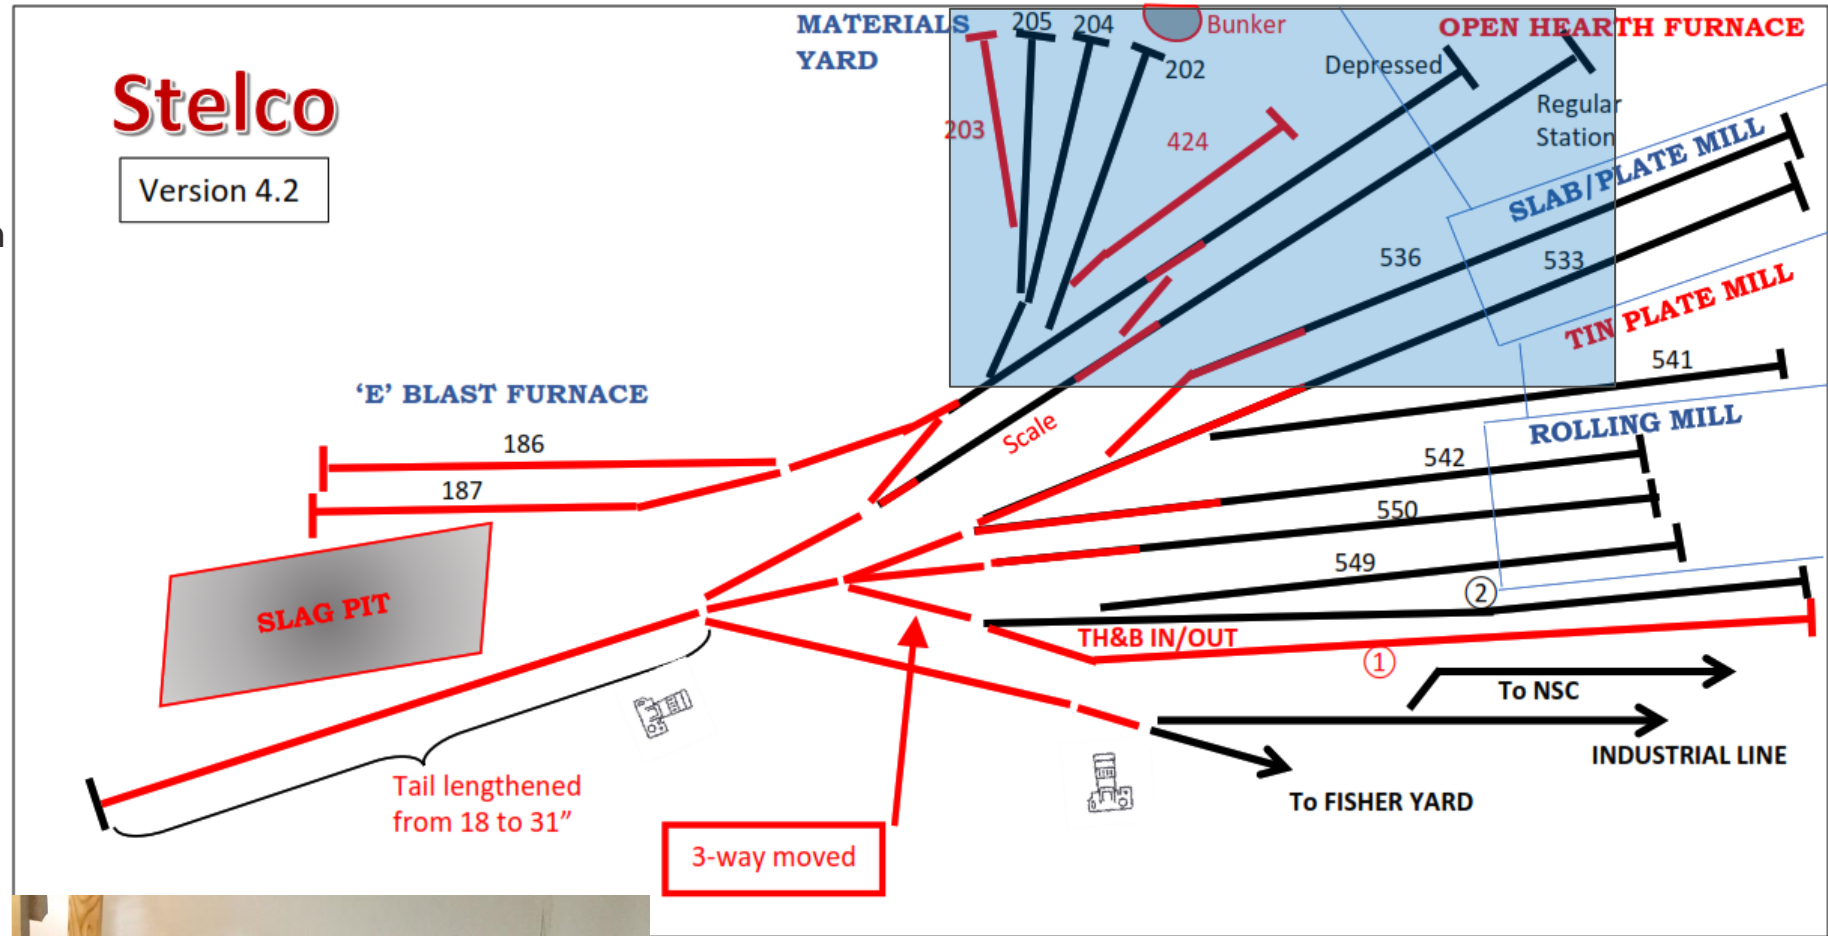 MATERIALS
YARD
205
204
Bunker
OPEN HEARTH FURNACE
202
Depressed
Stelco
Regular
Station
203
424
SLAB/PLATE MILL
Version 4.2
536
533
TIN PLATE MILL
541
‘E’ BLAST FURNACE
Scale
ROLLING MILL
186
542
187
550
549
②
SLAG PIT
TH&B IN/OUT
①
To NSC
INDUSTRIAL LINE
Tail lengthened
from 18 to 31”
To FISHER YARD
3-way moved